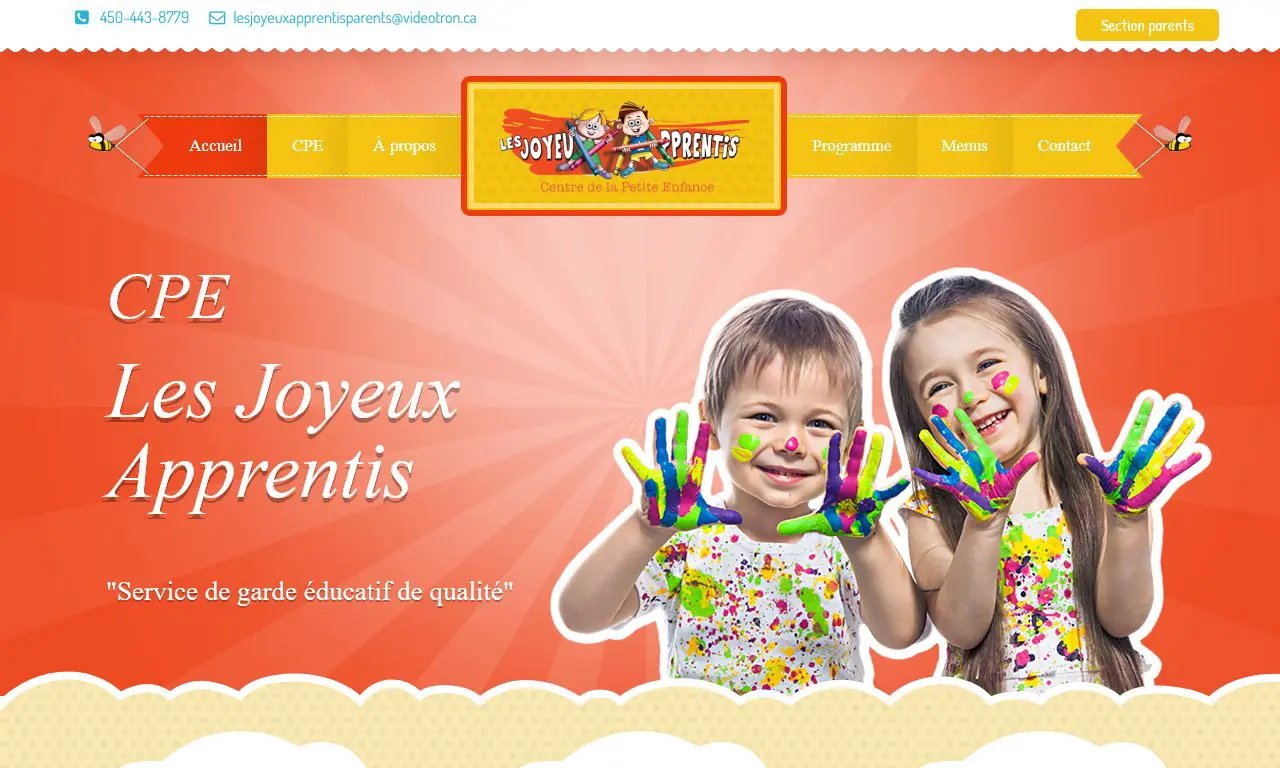 450-443-8779
lesjoyeuxapprentisparents@videotron.ca
Section parents
Accueil
CPE
À propos
LES JOYEU APPRENTIS
Centre de la Petite Enfance
Programme
Menus
Contact
CPE
Les Joyeux
Apprentis
"Service de garde éducatif de qualité"